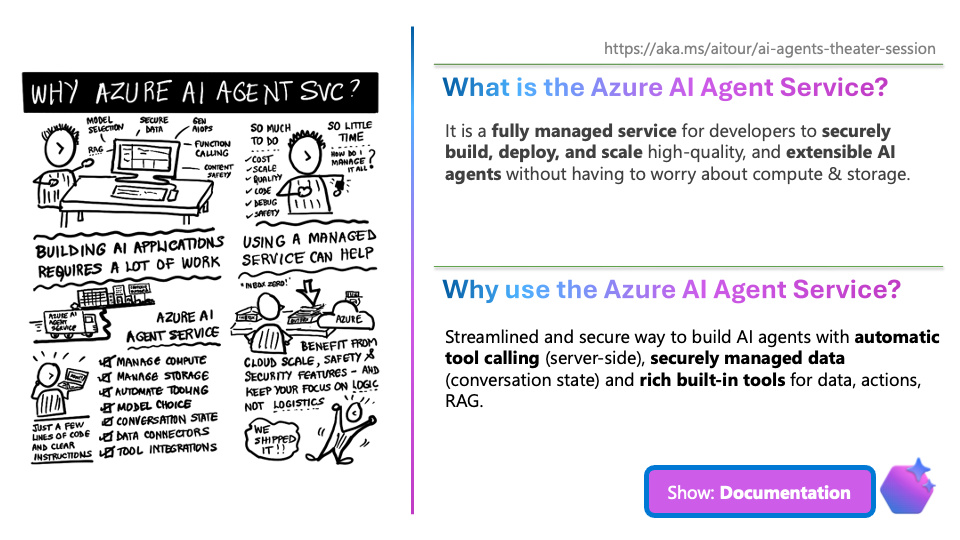 https://aka.ms/aitour/ai-agents-theater-session
WHY AZURE AI AGENT SVC?
MODEL
SELECTION
SECURE
DATA
GEN
AIOPS
RAG
FUNCTION
CALLING
CONTENT
SAFETY
SO MUCH
TO DO
✓ COST
✓ SCALE
✓ QUALITY
✓ CODE
✓ DEBUG
✓ SAFETY
SO LITTLE
TIME
HOW DO I
MANAGE
IT ALL?
BUILDING AI APPLICATIONS
REQUIRES A LOT OF WORK
USING A MANAGED
SERVICE CAN HELP
AZURE AI
AGENT
SERVICE
AZURE AI
AGENT SERVICE
JUST A FEW
LINES OF CODE
AND CLEAR
INSTRUCTIONS
MANAGE COMPUTE
MANAGE STORAGE
AUTOMATE TOOLING
MODEL CHOICE
CONVERSATION STATE
DATA CONNECTORS
TOOL INTEGRATIONS
"INBOX ZERO!"
AZURE
BENEFIT FROM
CLOUD SCALE, SAFETY &
SECURITY FEATURES - AND
KEEP YOUR FOCUS ON LOGIC
NOT LOGISTICS
WE
SHIPPED
IT!!
What is the Azure AI Agent Service?
It is a fully managed service for developers to securely
build, deploy, and scale high-quality, and extensible AI
agents without having to worry about compute & storage.
Why use the Azure AI Agent Service?
Streamlined and secure way to build AI agents with automatic
tool calling (server-side), securely managed data
(conversation state) and rich built-in tools for data, actions,
RAG.
Show: Documentation